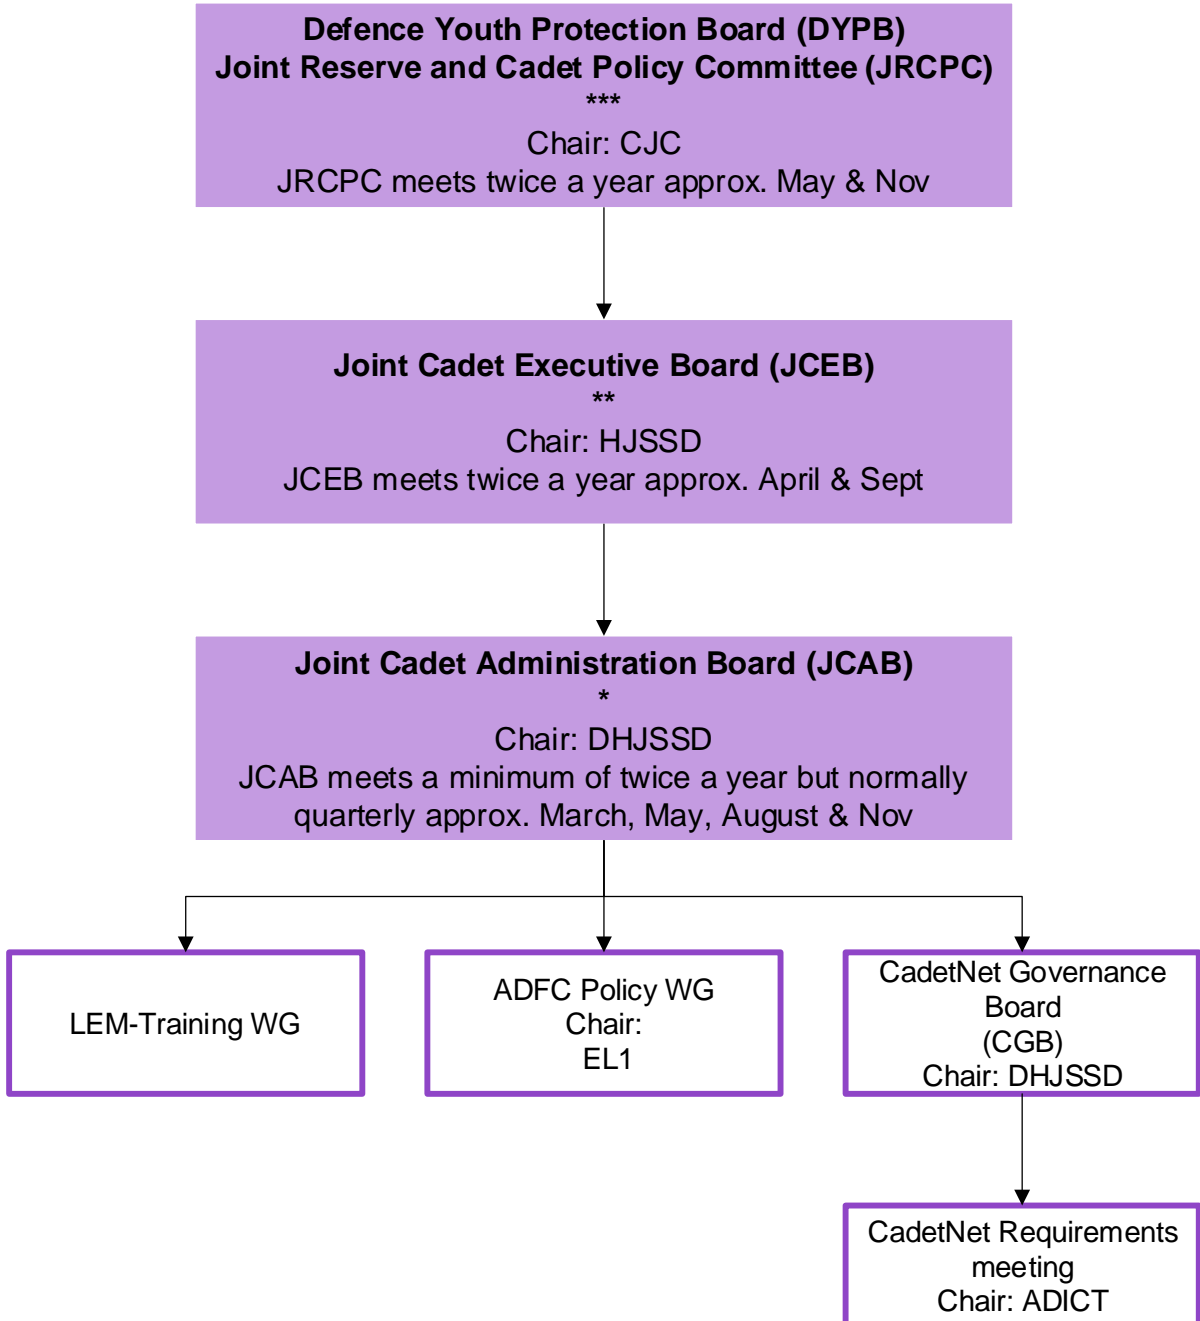 Defence Youth Protection Board (DYPB)
Joint Reserve and Cadet Policy Committee (JRCPC)
***
Chair: CJC
JRCPC meets twice a year approx. May & Nov
Joint Cadet Executive Board (JCEB)
**
Chair: HJSSD
JCEB meets twice a year approx. April & Sept
Joint Cadet Administration Board (JCAB)
*
Chair: DHJSSD
JCAB meets a minimum of twice a year but normally
quarterly approx. March, May, August & Nov
LEM-Training WG
ADFC Policy WG
Chair:
EL1
CadetNet Governance
Board
(CGB)
Chair: DHJSSD
CadetNet Requirements
meeting
Chair: ADICT